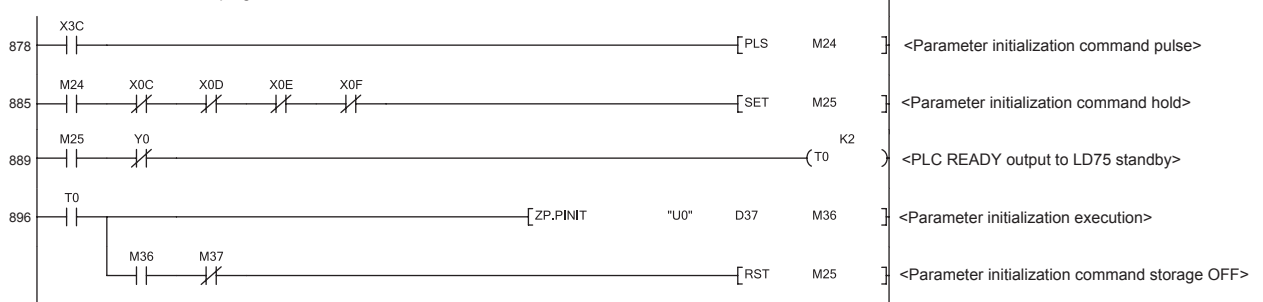 X3C
878 PLS M24 <Parameter initialization command pulse>
M24 X0C X0D X0E X0F
885 SET M25 <Parameter initialization command hold>
M25 Y0 K2
889 T0 <PLC READY output to LD75 standby>
T0
896 ZP.PINIT "U0" D37 M36 <Parameter initialization execution>
M36 M37
RST M25 <Parameter initialization command storage OFF>